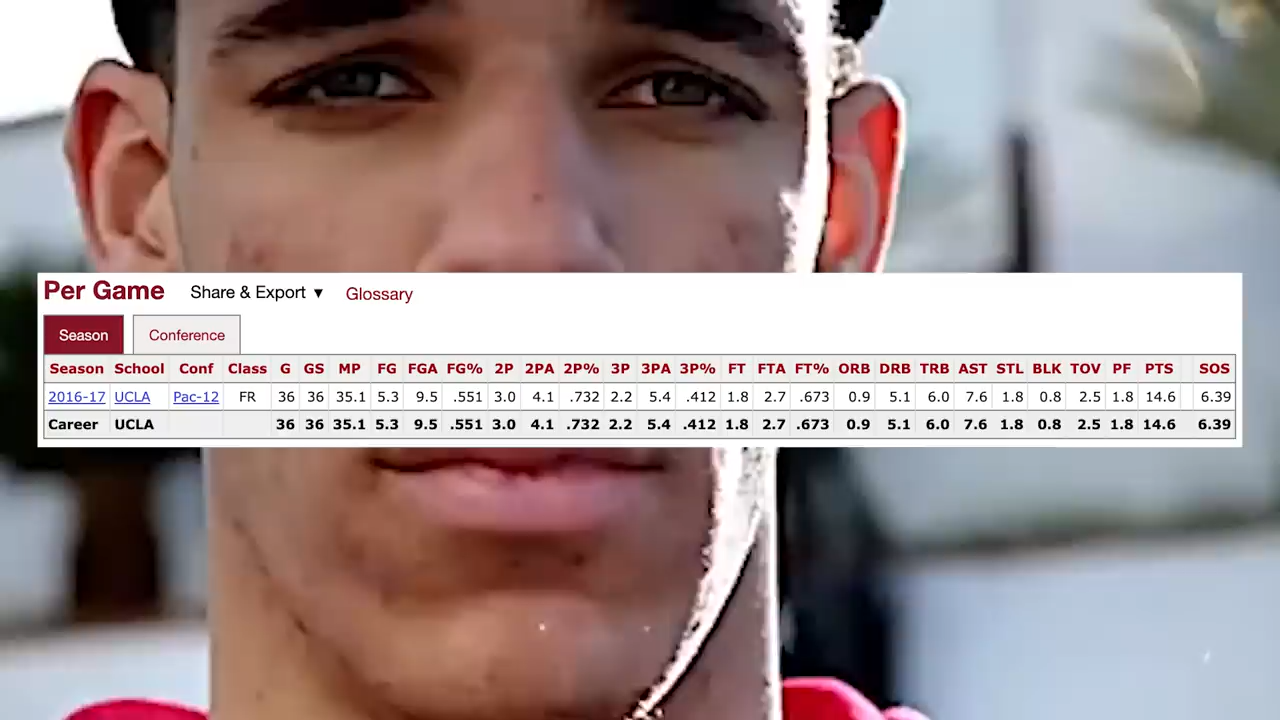 Per Game Share & Export ▼ Glossary
Season Conference
Season School Conf Class G GS MP FG FGA FG% 2P 2PA 2P% 3P 3PA 3P% FT FTA FT% ORB DRB TRB AST STL BLK TOV PF PTS SOS
2016-17 UCLA Pac-12 FR 36 36 35.1 5.3 9.5 .551 3.0 4.1 .732 2.2 5.4 .412 1.8 2.7 .673 0.9 5.1 6.0 7.6 1.8 0.8 2.5 1.8 14.6 6.39
Career UCLA 36 36 35.1 5.3 9.5 .551 3.0 4.1 .732 2.2 5.4 .412 1.8 2.7 .673 0.9 5.1 6.0 7.6 1.8 0.8 2.5 1.8 14.6 6.39